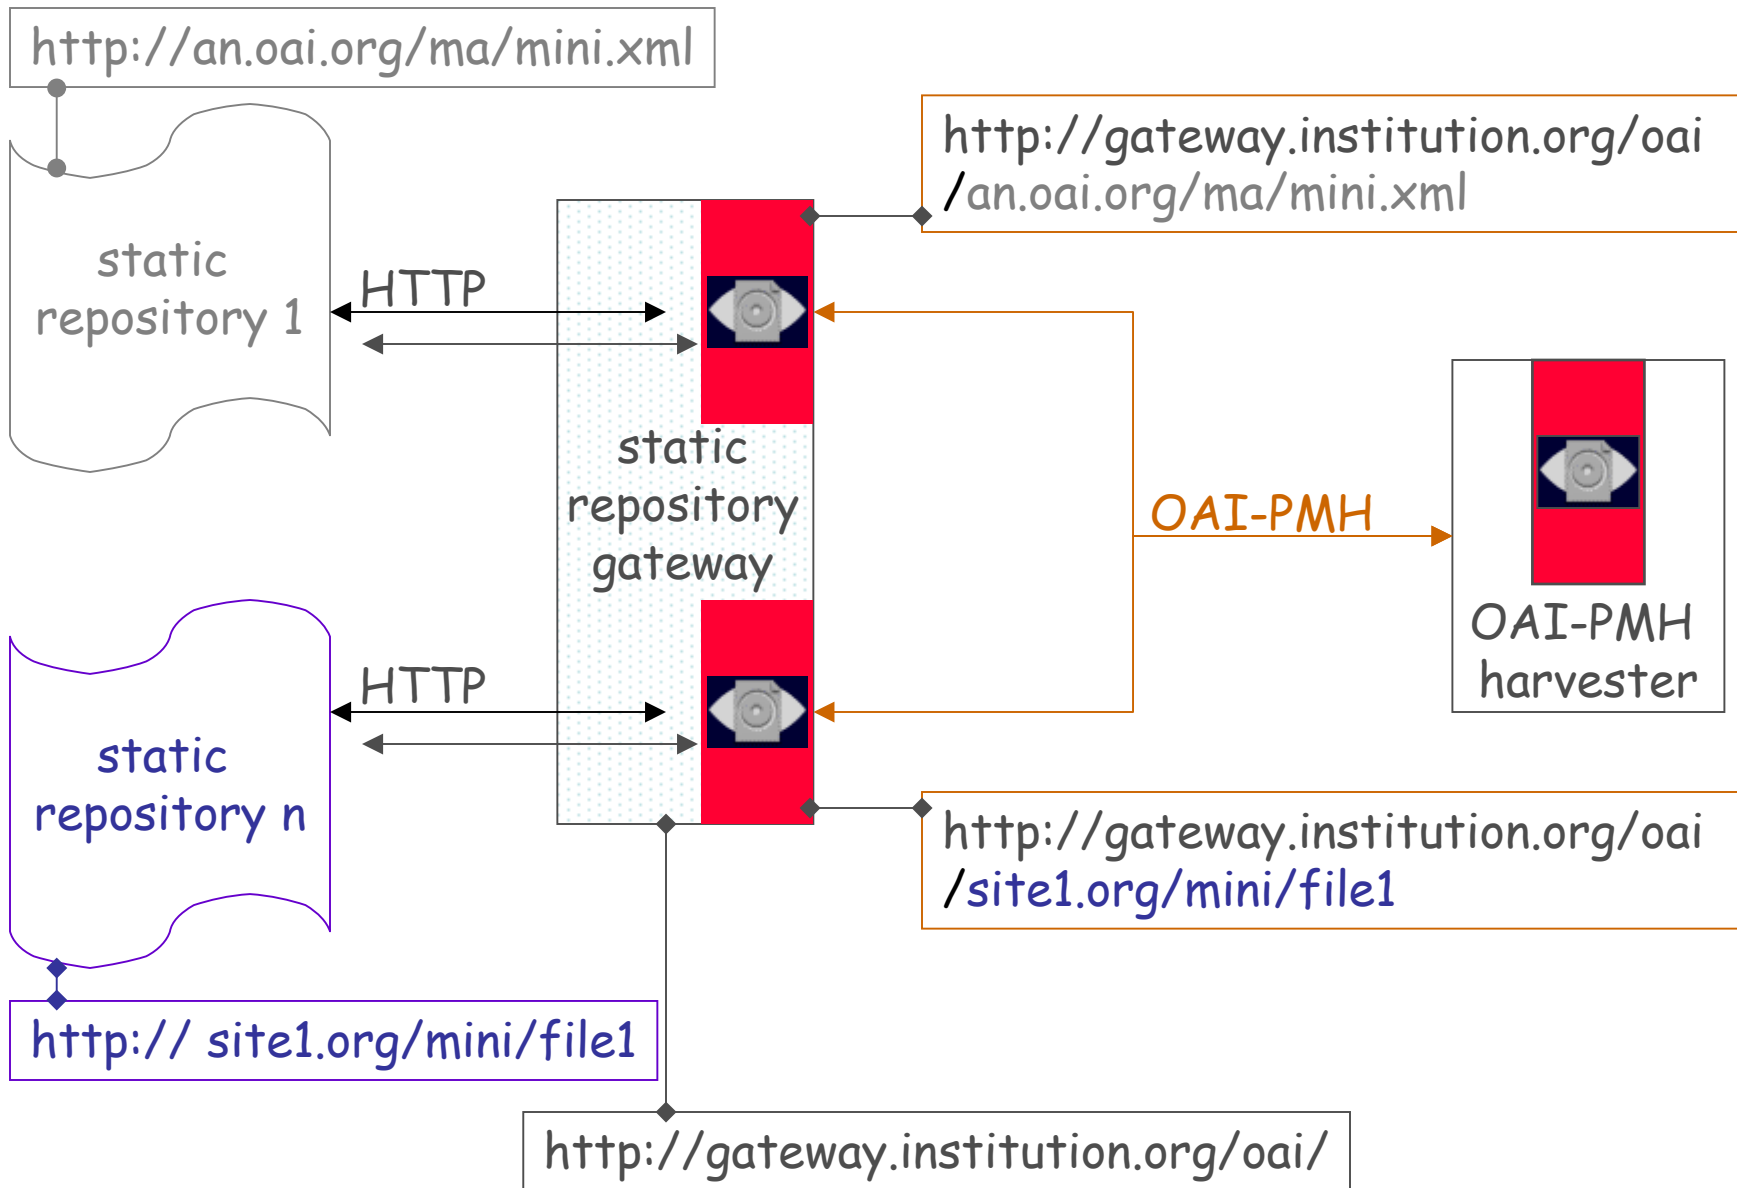 http://an.oai.org/ma/mini.xml
http://gateway.institution.org/oai
/an.oai.org/ma/mini.xml
static
repository 1
HTTP
static
repository
gateway
OAI-PMH
OAI-PMH
harvester
HTTP
static
repository n
http://gateway.institution.org/oai
/site1.org/mini/file1
http:// site1.org/mini/file1
http://gateway.institution.org/oai/